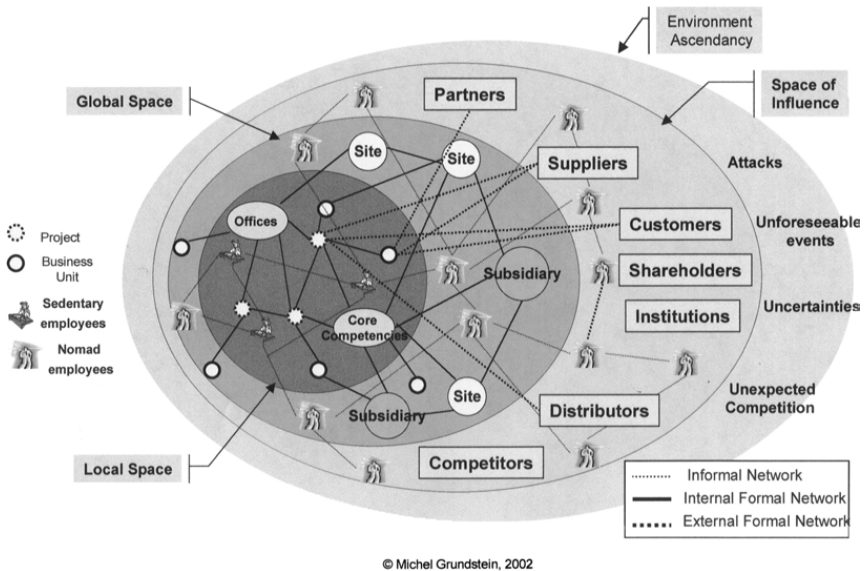 Environment
Ascendancy
Global Space
Partners
Space of
Influence
Site
Site
Suppliers
Attacks
Offices
Customers
Unforeseeable
events
Project
Business
Unit
Subsidiary
Shareholders
Sedentary
employees
Core
Competencies
Institutions
Uncertainties
Nomad
employees
Site
Subsidiary
Distributors
Unexpected
Competition
Local Space
Competitors
Informal Network
Internal Formal Network
External Formal Network
© Michel Grundstein, 2002